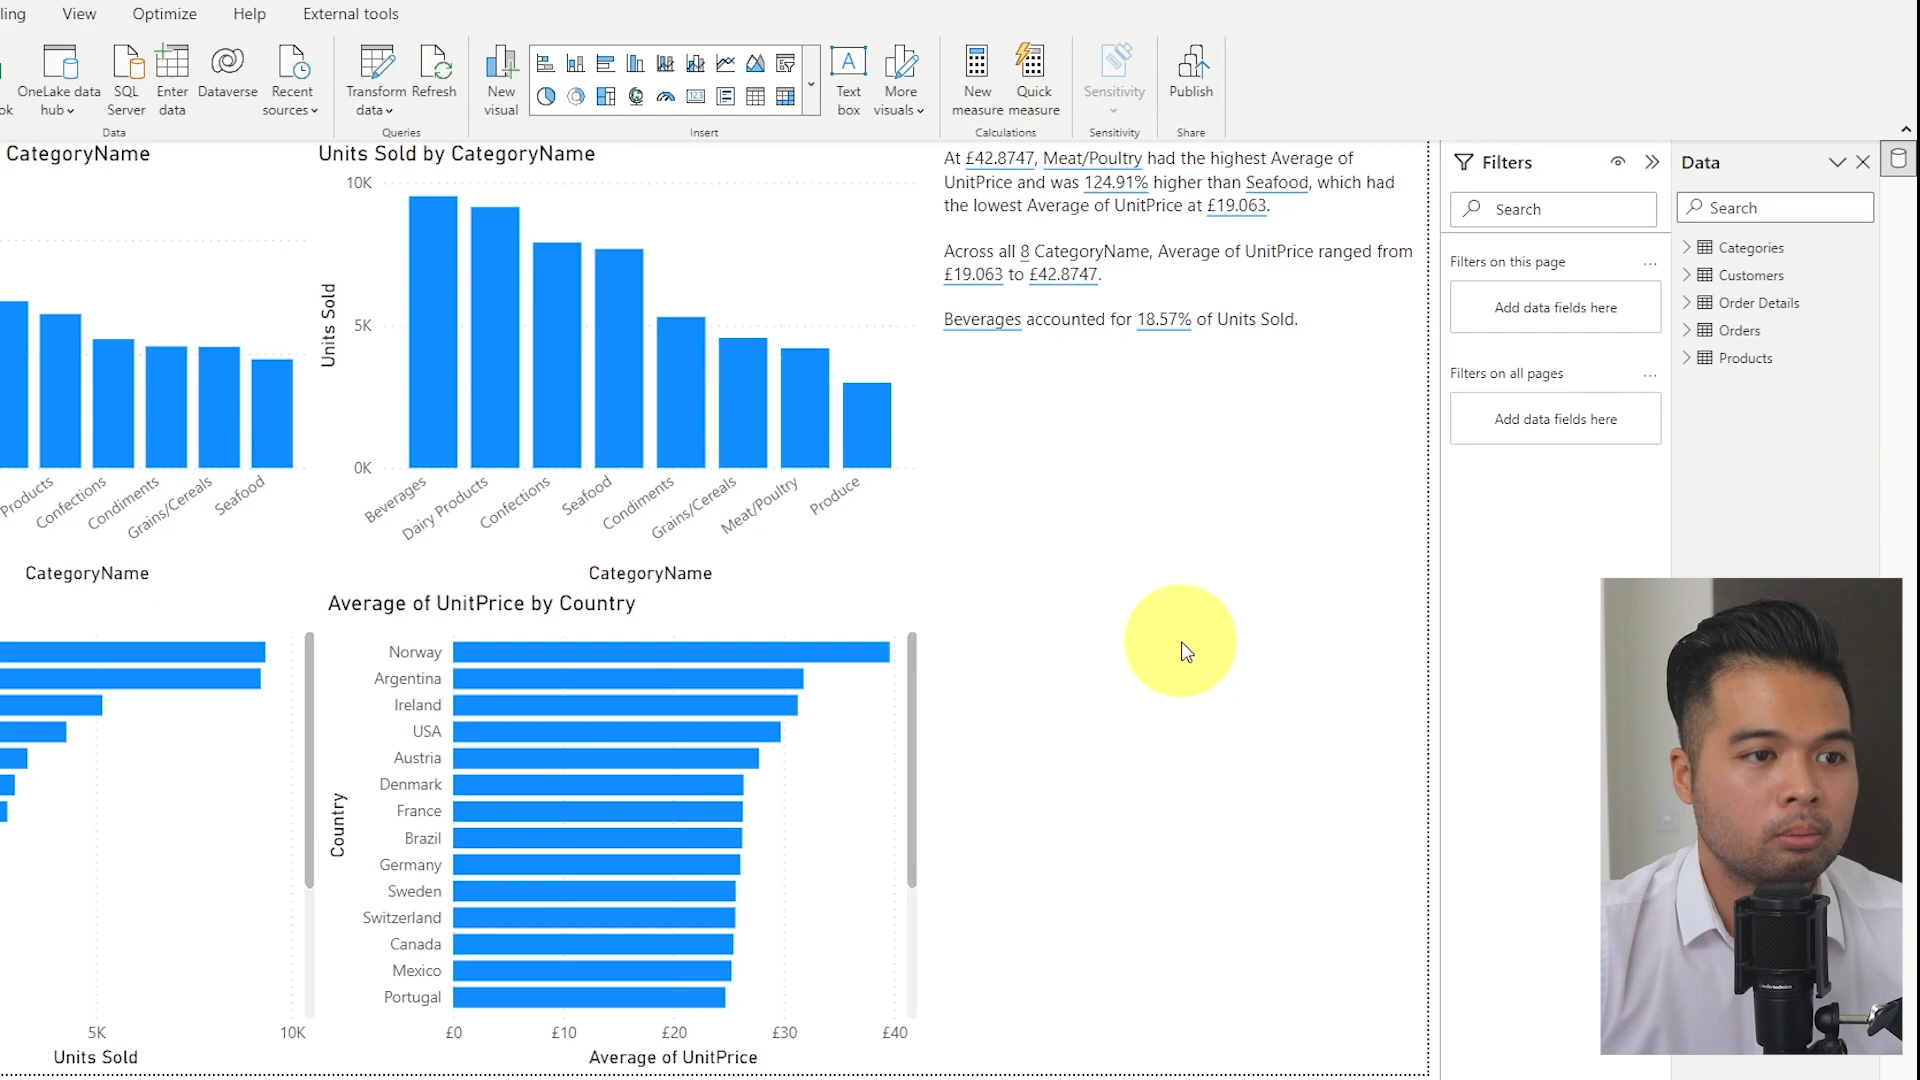 ling View Optimize Help External tools
OneLake data hub
SQL Server
Enter data
Dataverse
Recent sources
Transform data
Refresh
New visual
Text box
More visuals
New measure
Quick measure
Sensitivity
Publish
ok
Data
Queries
Insert
Calculations
Sensitivity
Share
CategoryName
Products
Confections
Condiments
Grains/Cereals
Seafood
CategoryName
Units Sold by CategoryName
10K
5K
0K
Units Sold
Beverages
Dairy Products
Confections
Seafood
Condiments
Grains/Cereals
Meat/Poultry
Produce
CategoryName
At £42.8747, Meat/Poultry had the highest Average of
UnitPrice and was 124.91% higher than Seafood, which had
the lowest Average of UnitPrice at £19.063.
Across all 8 CategoryName, Average of UnitPrice ranged from
£19.063 to £42.8747.
Beverages accounted for 18.57% of Units Sold.
5K 10K
Units Sold
Average of UnitPrice by Country
Country
Norway
Argentina
Ireland
USA
Austria
Denmark
France
Brazil
Germany
Sweden
Switzerland
Canada
Mexico
Portugal
£0 £10 £20 £30 £40
Average of UnitPrice
Filters
Search
Filters on this page
...
Add data fields here
Filters on all pages
...
Add data fields here
Data
Search
Categories
Customers
Order Details
Orders
Products
audio-technica